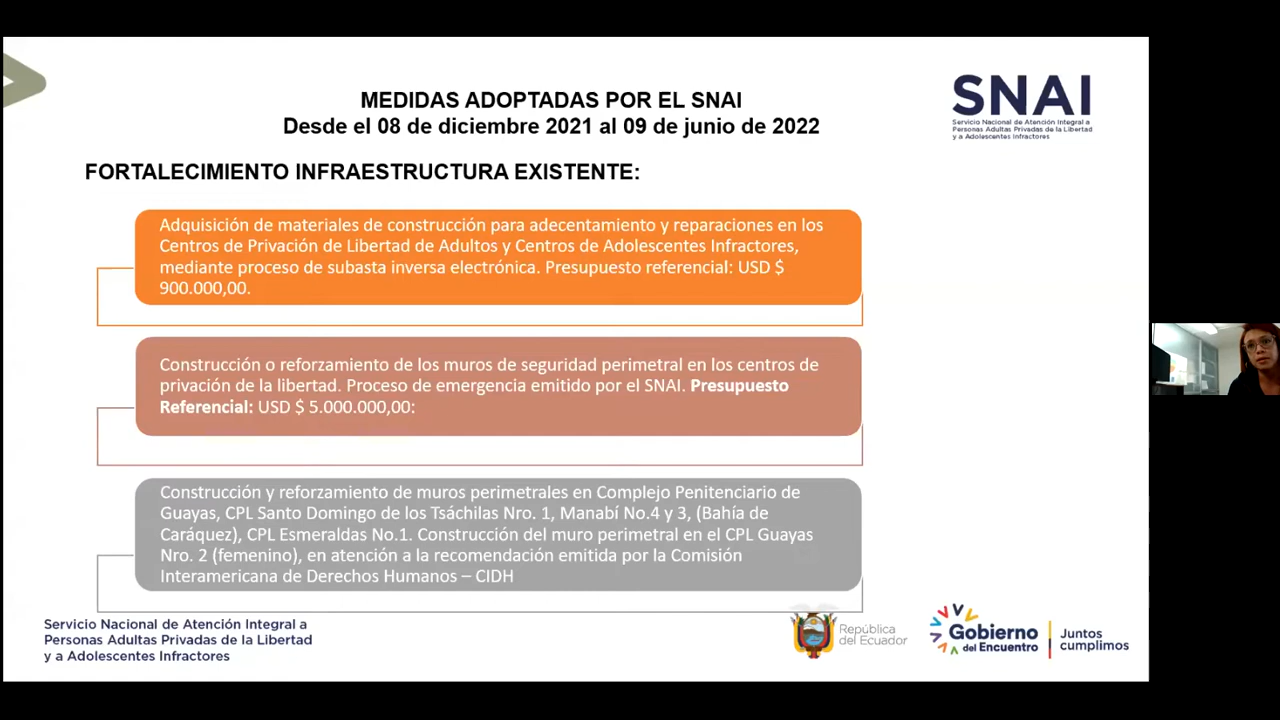 MEDIDAS ADOPTADAS POR EL SNAI
Desde el 08 de diciembre 2021 al 09 de junio de 2022
SNAI
Servicio Nacional de Atención Integral a
Personas Adultas Privadas de la Libertad
y a Adolescentes Infractores
FORTALECIMIENTO INFRAESTRUCTURA EXISTENTE:
Adquisición de materiales de construcción para adecentamiento y reparaciones en los
Centros de Privación de Libertad de Adultos y Centros de Adolescentes Infractores,
mediante proceso de subasta inversa electrónica. Presupuesto referencial: USD $
900.000,00.
Construcción o reforzamiento de los muros de seguridad perimetral en los centros de
privación de la libertad. Proceso de emergencia emitido por el SNAI. Presupuesto
Referencial: USD $ 5.000.000,00:
Construcción y reforzamiento de muros perimetrales en Complejo Penitenciario de
Guayas, CPL Santo Domingo de los Tsáchilas Nro. 1, Manabí No.4 y 3, (Bahía de
Caráquez), CPL Esmeraldas No.1. Construcción del muro perimetral en el CPL Guayas
Nro. 2 (femenino), en atención a la recomendación emitida por la Comisión
Interamericana de Derechos Humanos – CIDH
Servicio Nacional de Atención Integral a
Personas Adultas Privadas de la Libertad
y a Adolescentes Infractores
República
del Ecuador
Gobierno
del Encuentro
Juntos
cumplimos